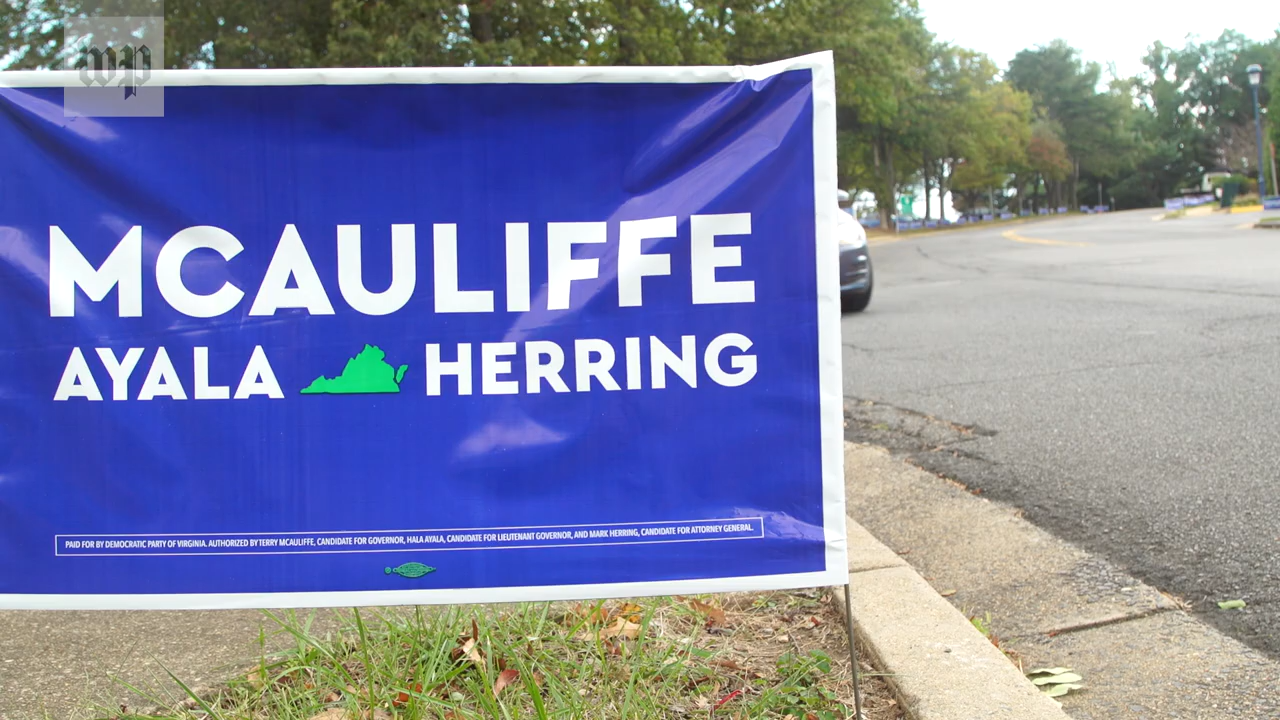 wp
MCAULIFFE
AYALA HERRING
PAID FOR BY DEMOCRATIC PARTY OF VIRGINIA. AUTHORIZED BY TERRY MCAULIFFE, CANDIDATE FOR GOVERNOR, HALA AYALA, CANDIDATE FOR LIEUTENANT GOVERNOR, AND MARK HERRING, CANDIDATE FOR ATTORNEY GENERAL.